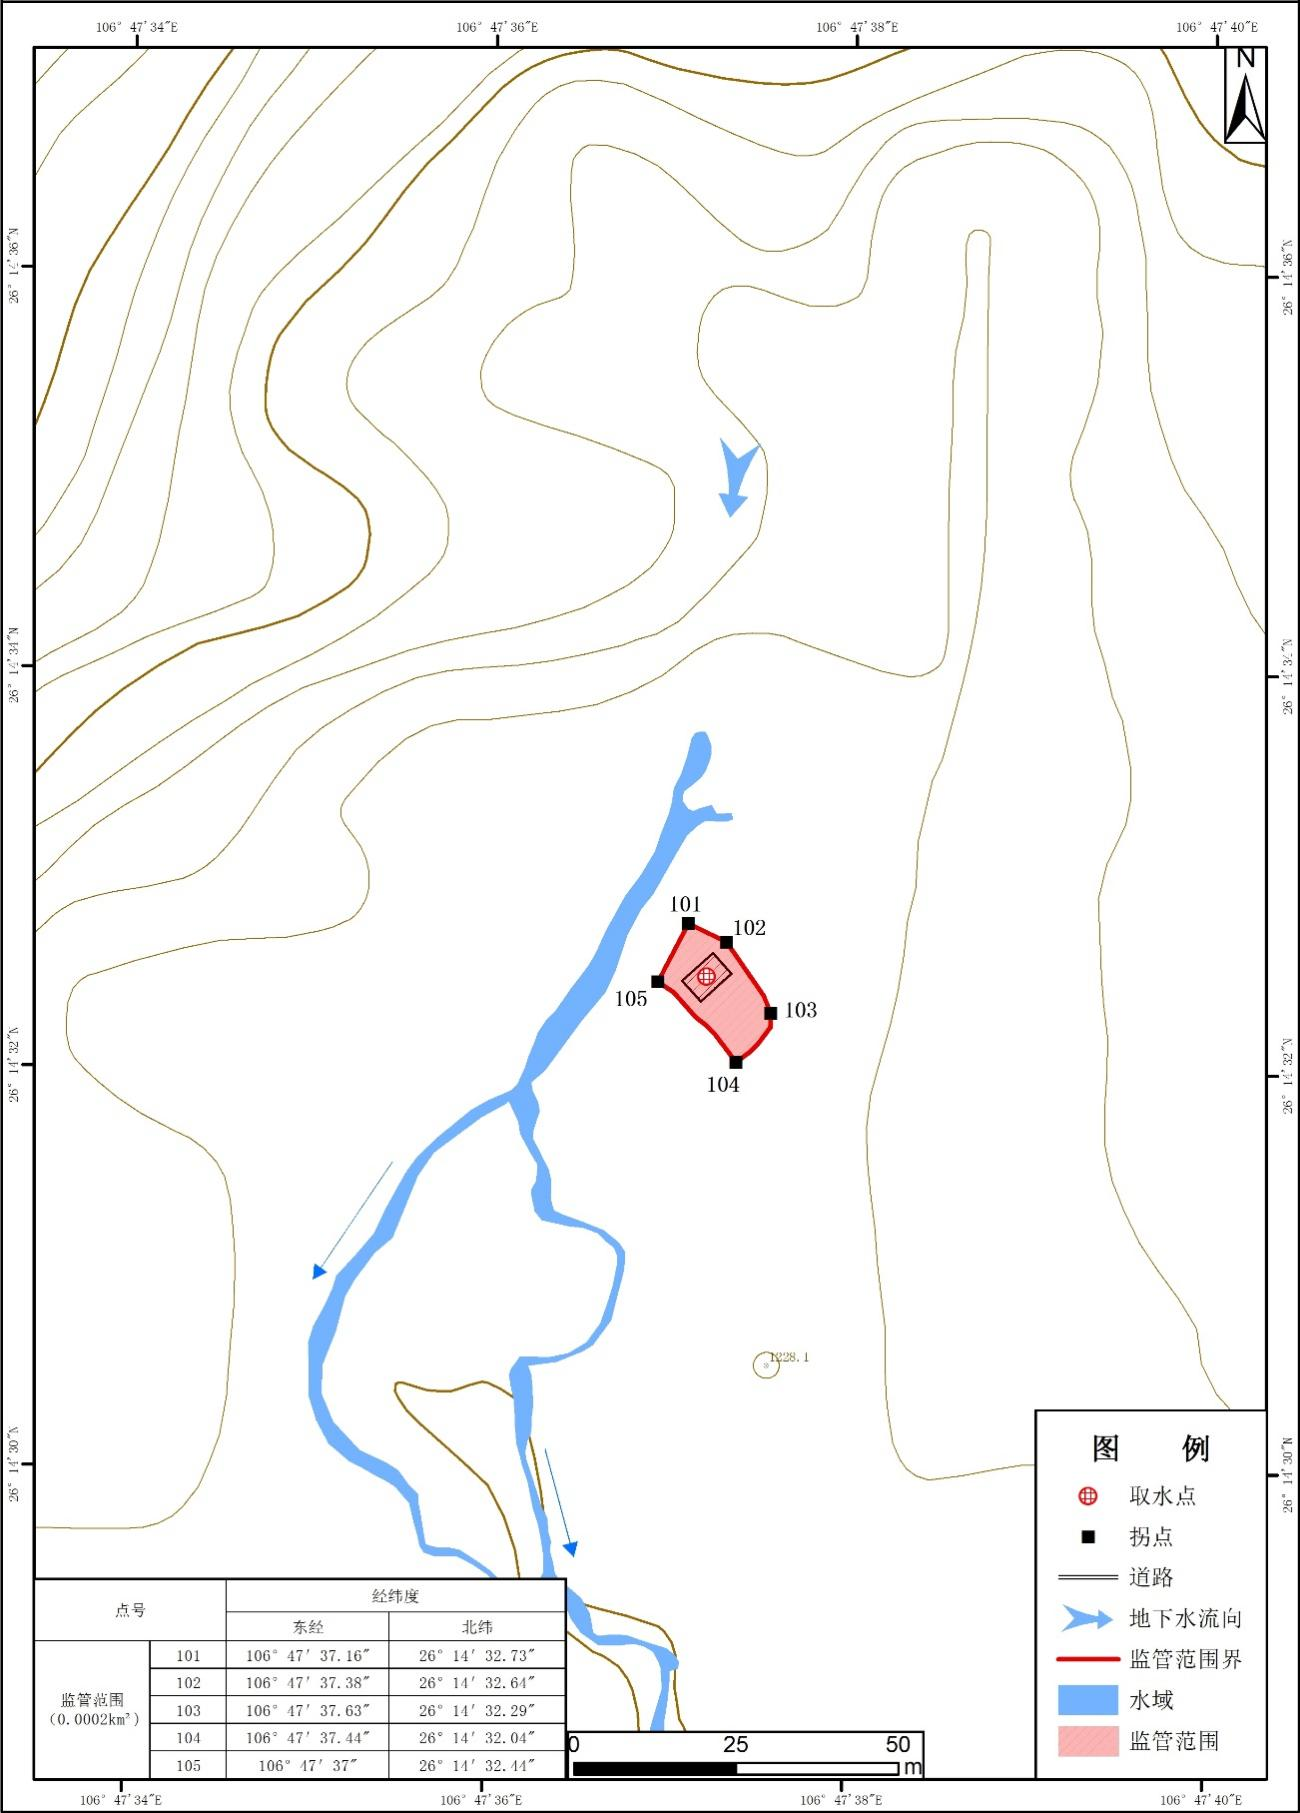 106° 47′34″E
106° 47′36″E
106° 47′38″E
106° 47′40″E
N
26° 14′36″N
26° 14′36″N
26° 14′34″N
26° 14′34″N
101
102
105
103
104
26° 14′32″N
26° 14′32″N
1228.1
26° 14′30″N
26° 14′30″N
图 例
取水点
拐点
道路
地下水流向
监管范围界
水域
监管范围
点号
经纬度
东经
北纬
监管范围
(0.0002km²)
101 106° 47′ 37.16″ 26° 14′ 32.73″
102 106° 47′ 37.38″ 26° 14′ 32.64″
103 106° 47′ 37.63″ 26° 14′ 32.29″
104 106° 47′ 37.44″ 26° 14′ 32.04″
105 106° 47′ 37″ 26° 14′ 32.44″
0 25 50
m
106° 47′34″E
106° 47′36″E
106° 47′38″E
106° 47′40″E